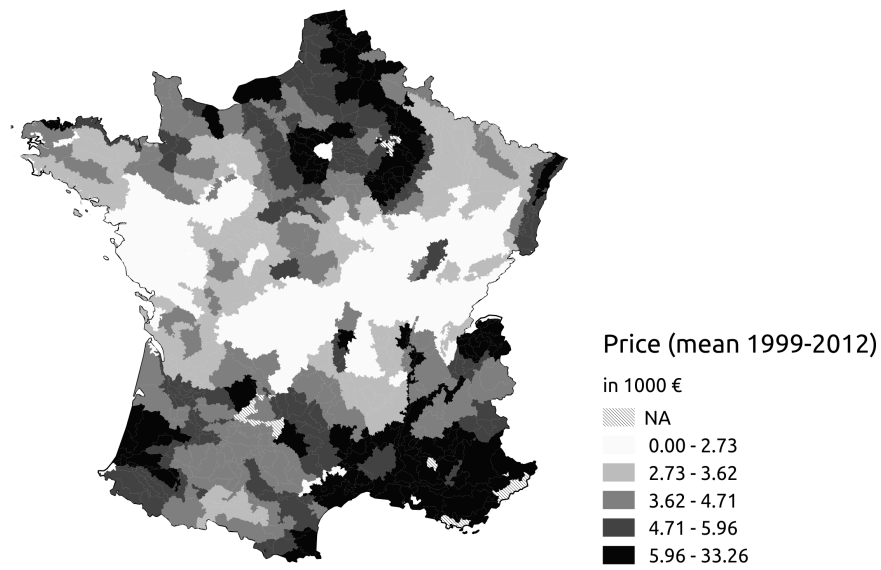 Price (mean 1999-2012)
in 1000 €
NA
0.00 - 2.73
2.73 - 3.62
3.62 - 4.71
4.71 - 5.96
5.96 - 33.26